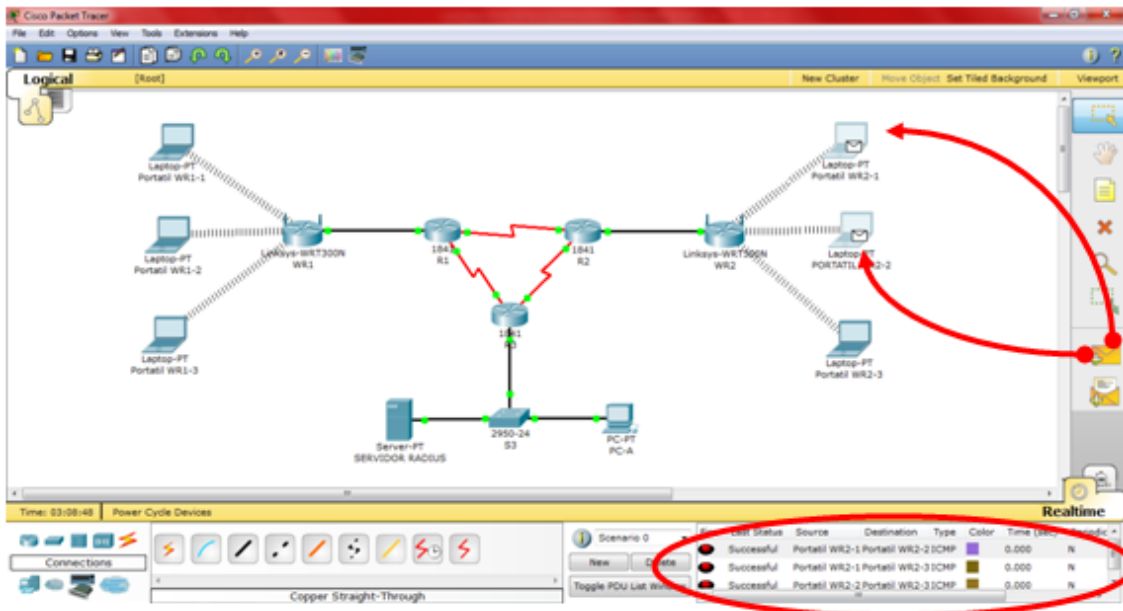 Cisco Packet Tracer
File Edit Options View Tools Extensions Help
Logical [Root] New Cluster Move Object Set Tiled Background Viewport
Laptop-PT
Portatil WR1-1
Laptop-PT
Portatil WR2-1
Laptop-PT
Portatil WR1-2
Linksys-WRT300N
WR1
1841
R1
1841
R2
Linksys-WRT300N
WR2
Laptop-PT
1841
Laptop-PT
Portatil WR1-3
Laptop-PT
Portatil WR2-3
Server-PT
SERVIDOR RADIUS
2950-24
S3
PC-PT
PC-A
Time: 03:08:48 Power Cycle Devices Realtime
Connections
Copper Straight-Through
Scenario 0
New
Toggle PDU List Window
Last Status Source Destination Type Color Time (sec)
Successful Portatil WR2-1 Portatil WR2-2 ICMP 0.000 N
Successful Portatil WR2-1 Portatil WR2-3 ICMP 0.000 N
Successful Portatil WR2-2 Portatil WR2-3 ICMP 0.000 N